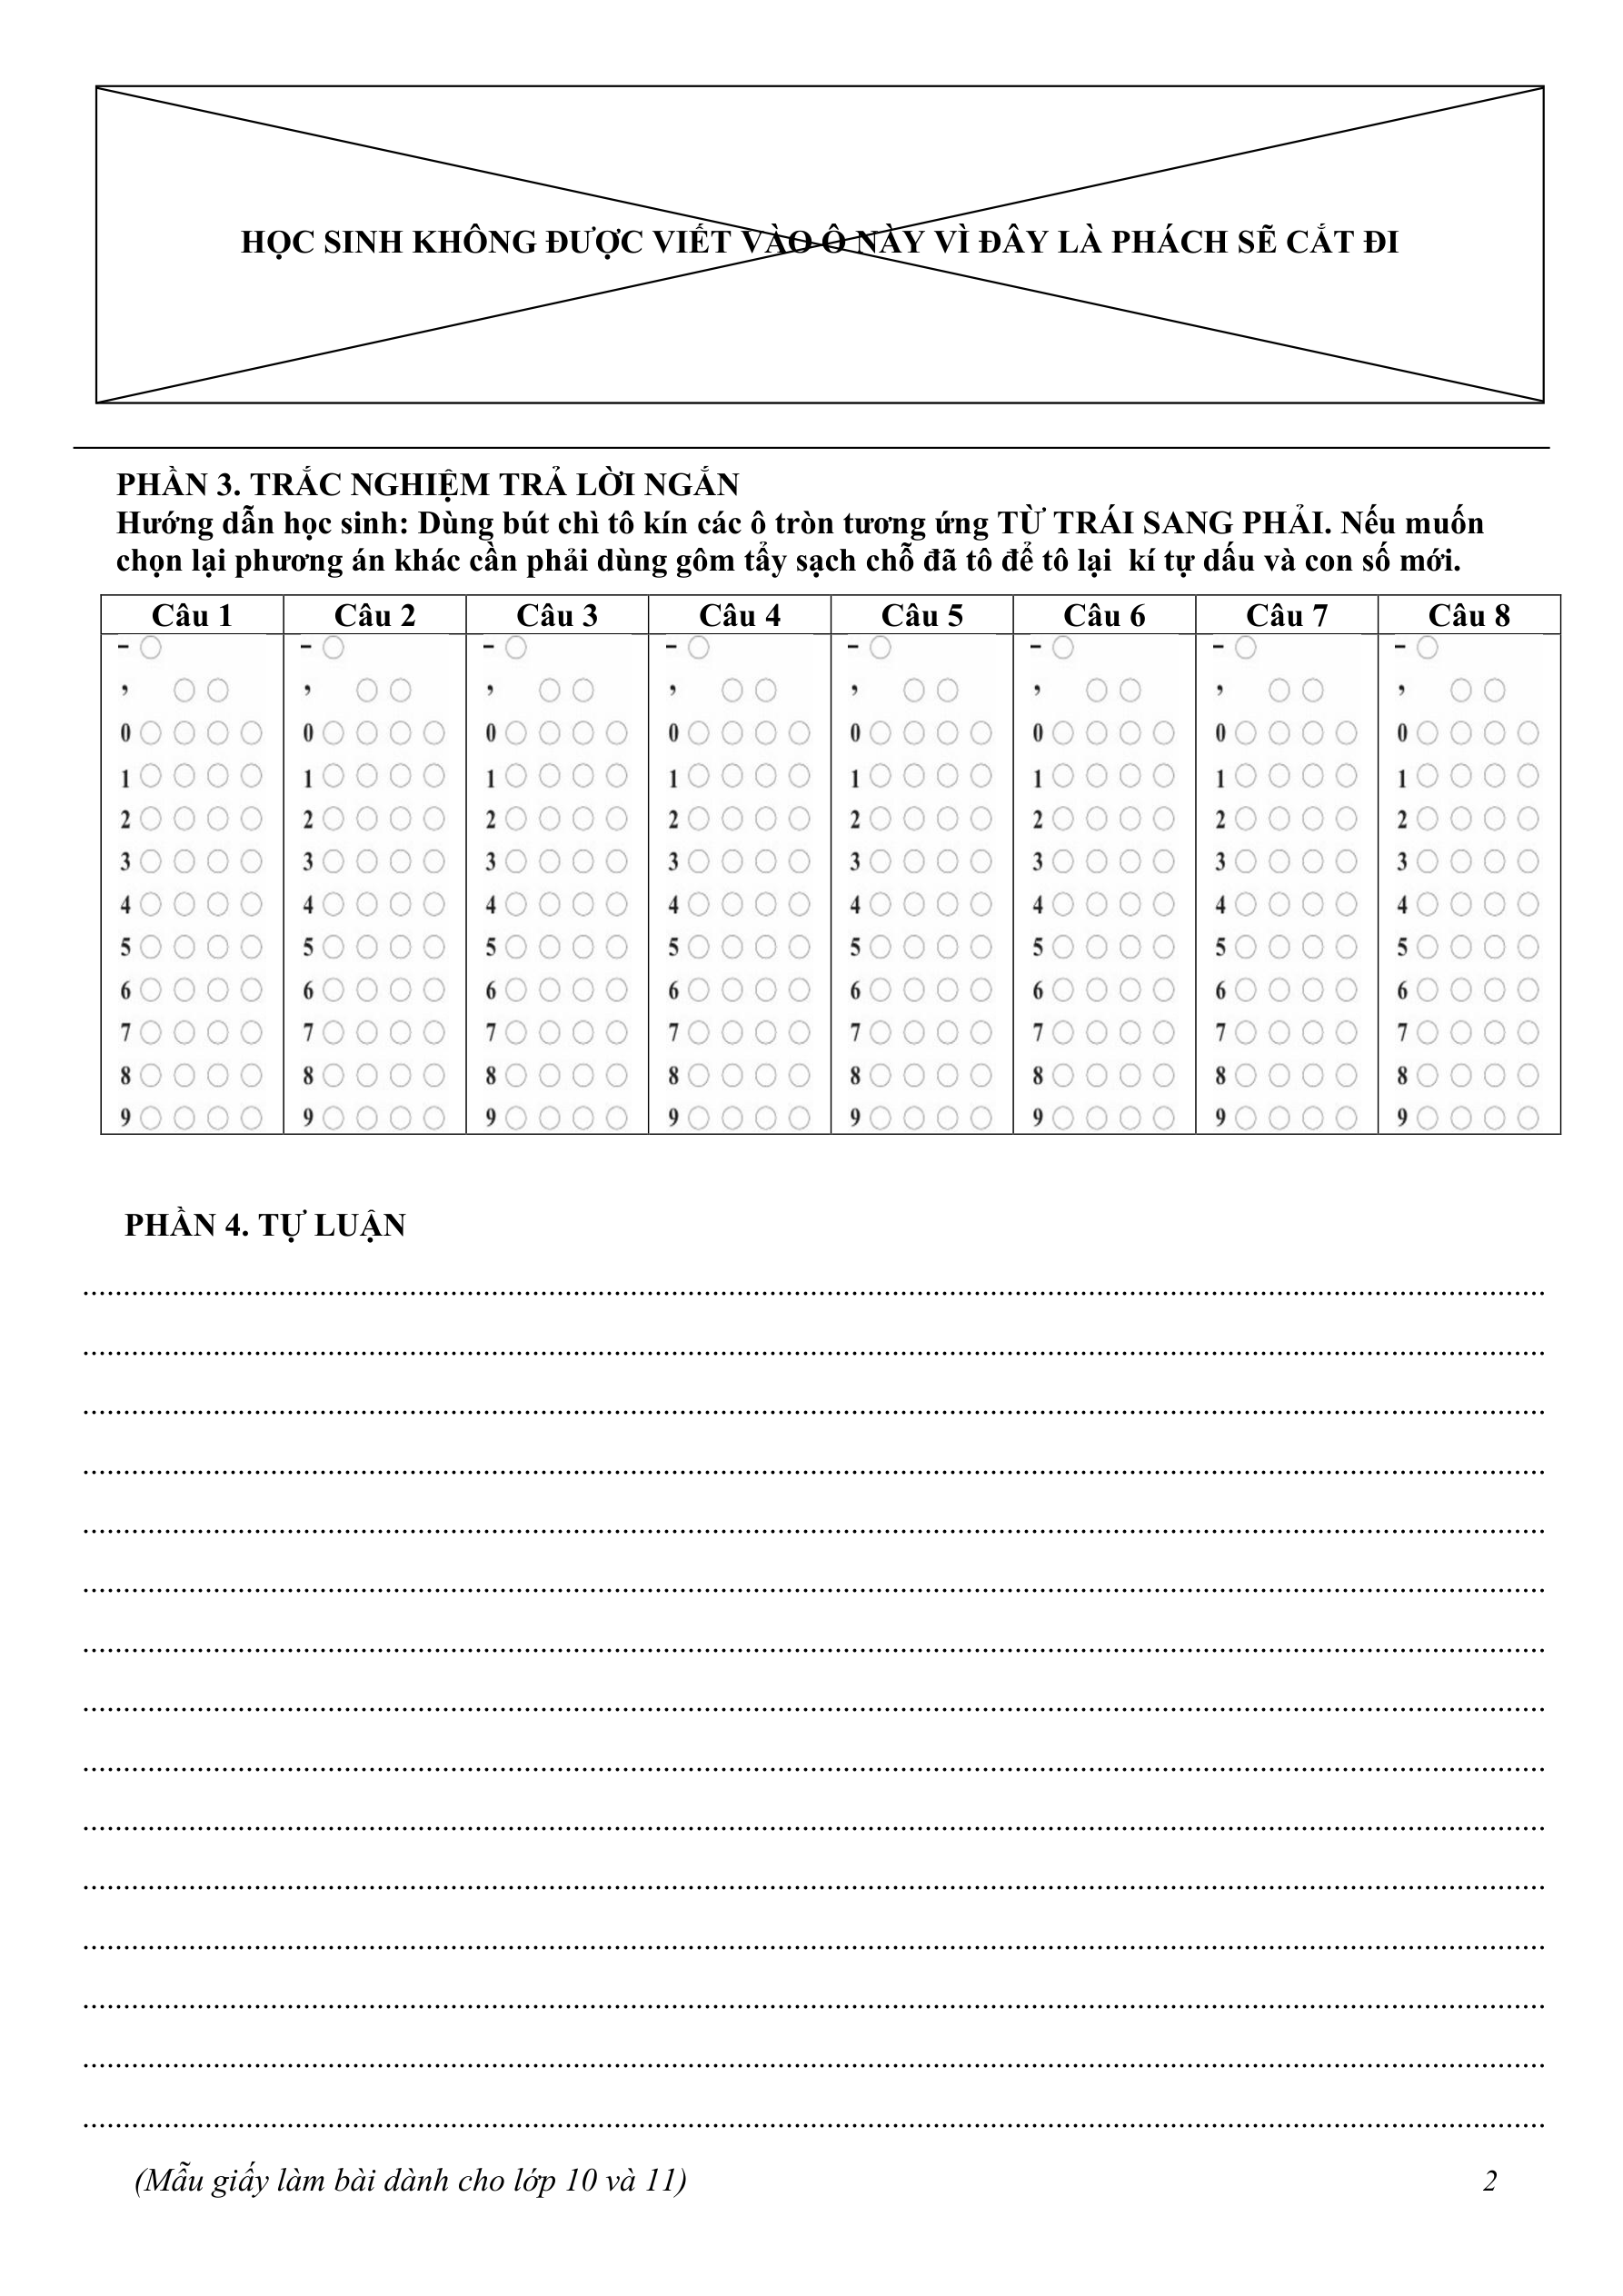 HỌC SINH KHÔNG ĐƯỢC VIẾT VÀO Ô NÀY VÌ ĐÂY LÀ PHÁCH SẼ CẮT ĐI
PHẦN 3. TRẮC NGHIỆM TRẢ LỜI NGẮN
Hướng dẫn học sinh: Dùng bút chì tô kín các ô tròn tương ứng TỪ TRÁI SANG PHẢI. Nếu muốn
chọn lại phương án khác cần phải dùng gôm tẩy sạch chỗ đã tô để tô lại  kí tự dấu và con số mới.
Câu 1 Câu 2 Câu 3 Câu 4 Câu 5 Câu 6 Câu 7 Câu 8
- - - - - - - -
, , , , , , , ,
0 0 0 0 0 0 0 0
1 1 1 1 1 1 1 1
2 2 2 2 2 2 2 2
3 3 3 3 3 3 3 3
4 4 4 4 4 4 4 4
5 5 5 5 5 5 5 5
6 6 6 6 6 6 6 6
7 7 7 7 7 7 7 7
8 8 8 8 8 8 8 8
9 9 9 9 9 9 9 9
PHẦN 4. TỰ LUẬN
(Mẫu giấy làm bài dành cho lớp 10 và 11) 2